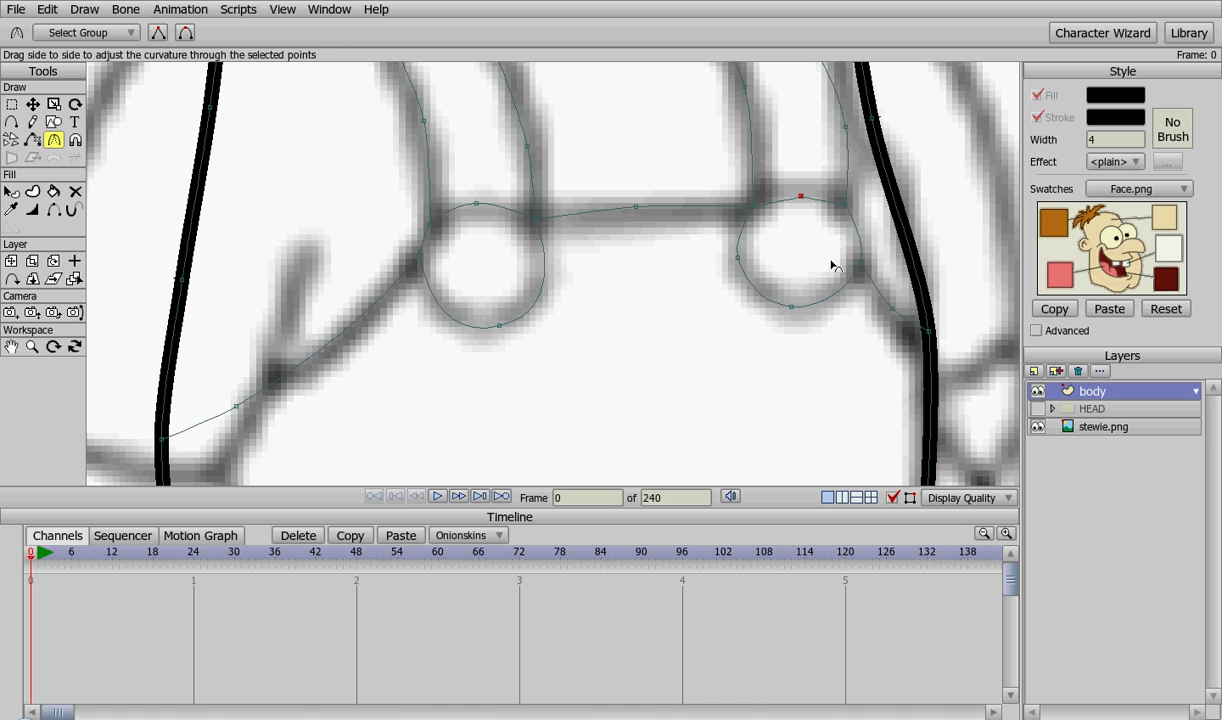 File Edit Draw Bone Animation Scripts View Window Help
Select Group Character Wizard Library
Drag side to side to adjust the curvature through the selected points Frame: 0
Tools Style
Draw
Fill
Stroke
No Brush
Width 4
Effect <plain> ...
T
Fill
Swatches Face.png
Layer
Camera
Copy Paste Reset
Workspace
Advanced
Layers
body
HEAD
stewie.png
Frame 0 of 240 Display Quality
Timeline
Channels Sequencer Motion Graph Delete Copy Paste Onionskins
0 6 12 18 24 30 36 42 48 54 60 66 72 78 84 90 96 102 108 114 120 126 132 138
0 1 2 3 4 5